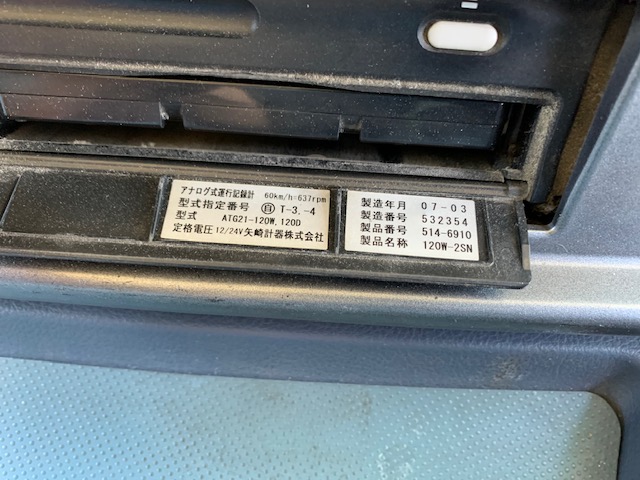 アナログ式運行記録計 60km/h=637rpm
型式指定番号 ㊐ T-3,-4
型式 ATG21-120W,120D
定格電圧12/24V矢崎計器株式会社
製造年月 07-03
製造番号 532354
製品番号 514-6910
製品名称 120W-2SN